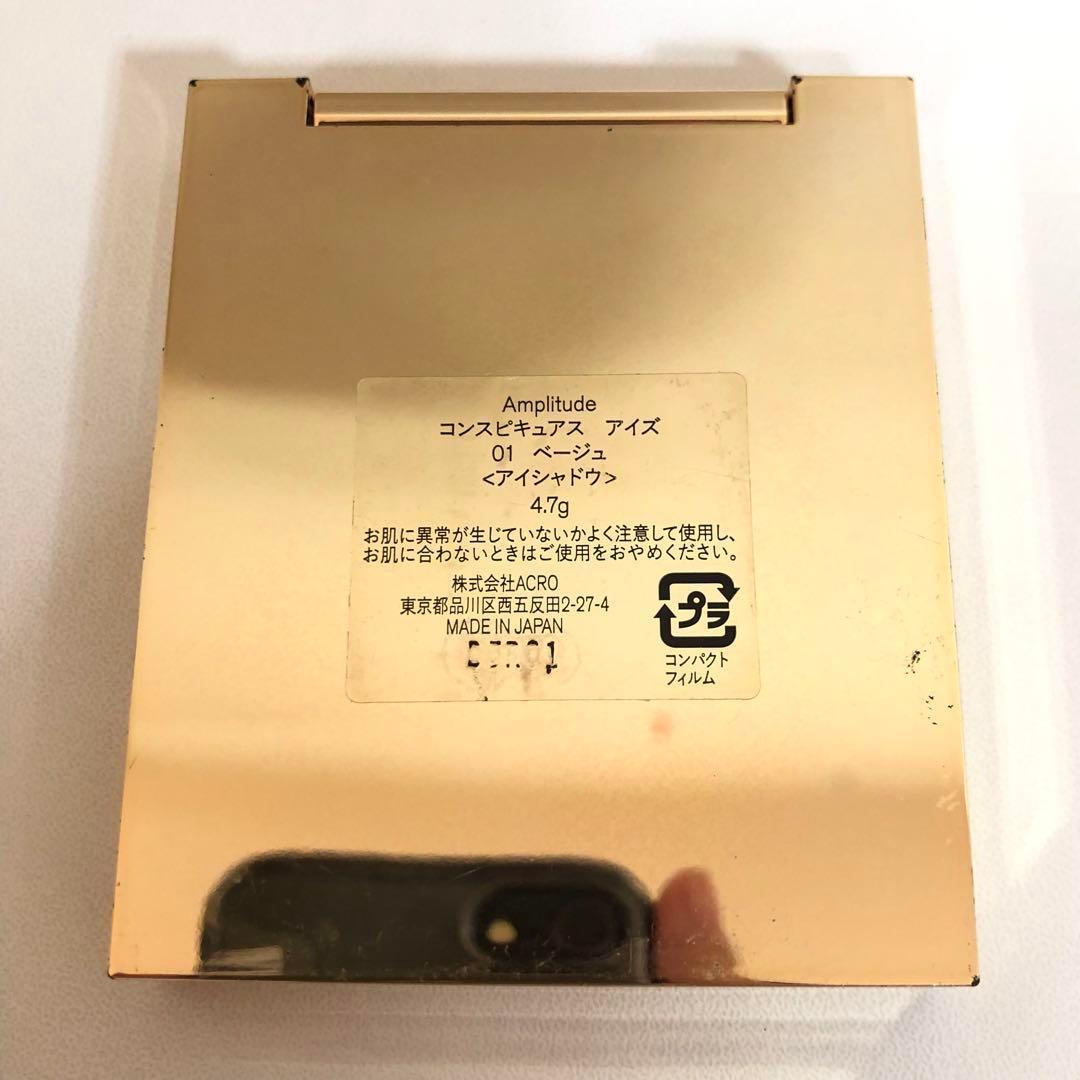 Amplitude
コンスピキュアス　アイズ
01　ベージュ
<アイシャドウ>
4.7g
お肌に異常が生じていないかよく注意して使用し、
お肌に合わないときはご使用をおやめください。
株式会社ACRO
東京都品川区西五反田2-27-4
MADE IN JAPAN
プラ
コンパクト
フィルム